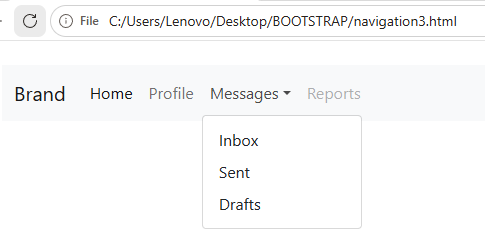 File C:/Users/Lenovo/Desktop/BOOTSTRAP/navigation3.html
Brand Home Profile Messages Reports
Inbox
Sent
Drafts